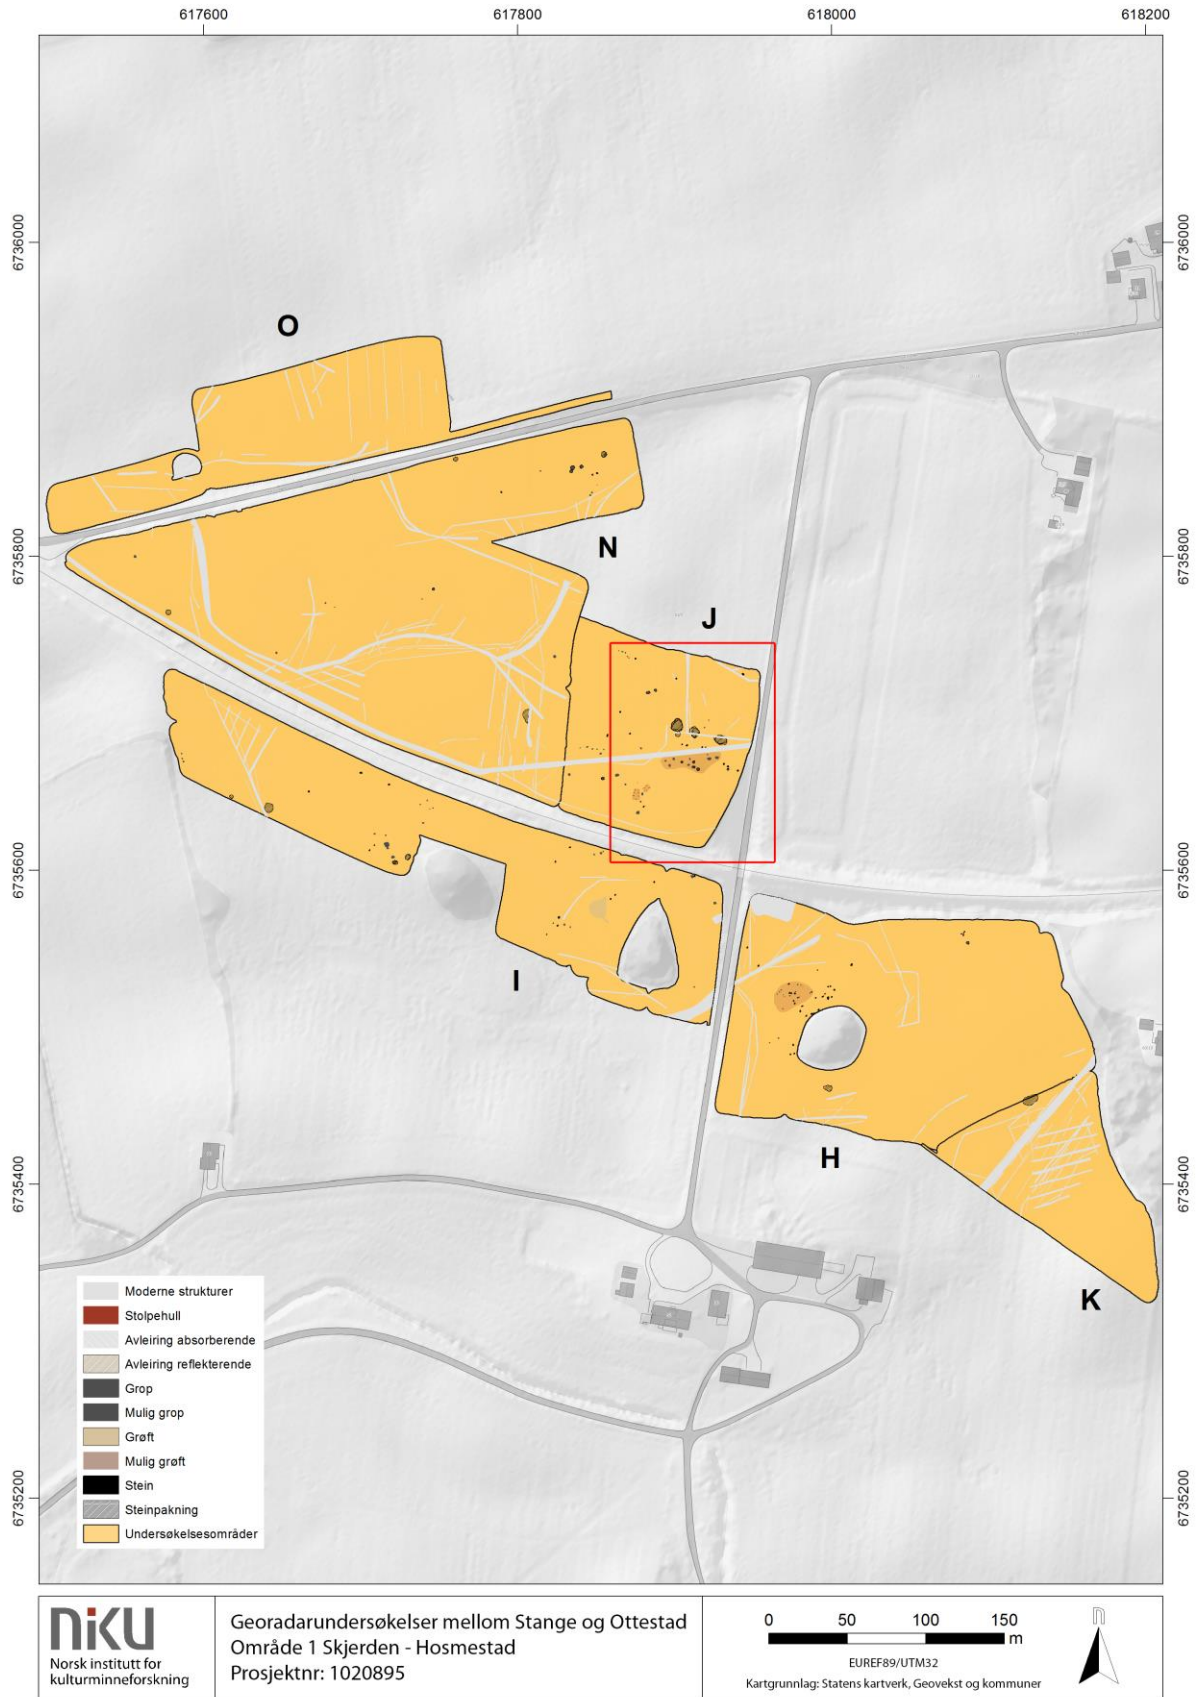 617600 617800 618000 618200
6736000 6736000
O
N
6735800 6735800
J
6735600 6735600
I
H
6735400 6735400
K
Moderne strukturer
Stolpehull
Avleiring absorberende
Avleiring reflekterende
Grop
Mulig grop
Grøft
Mulig grøft
Stein
Steinpakning
Undersøkelsesområder
6735200 6735200
niku
Norsk institutt for
kulturminneforskning
Georadarundersøkelser mellom Stange og Ottestad
Område 1 Skjerden - Hosmestad
Prosjektnr: 1020895
0 50 100 150
m
EUREF89/UTM32
Kartgrunnlag: Statens kartverk, Geovekst og kommuner
n